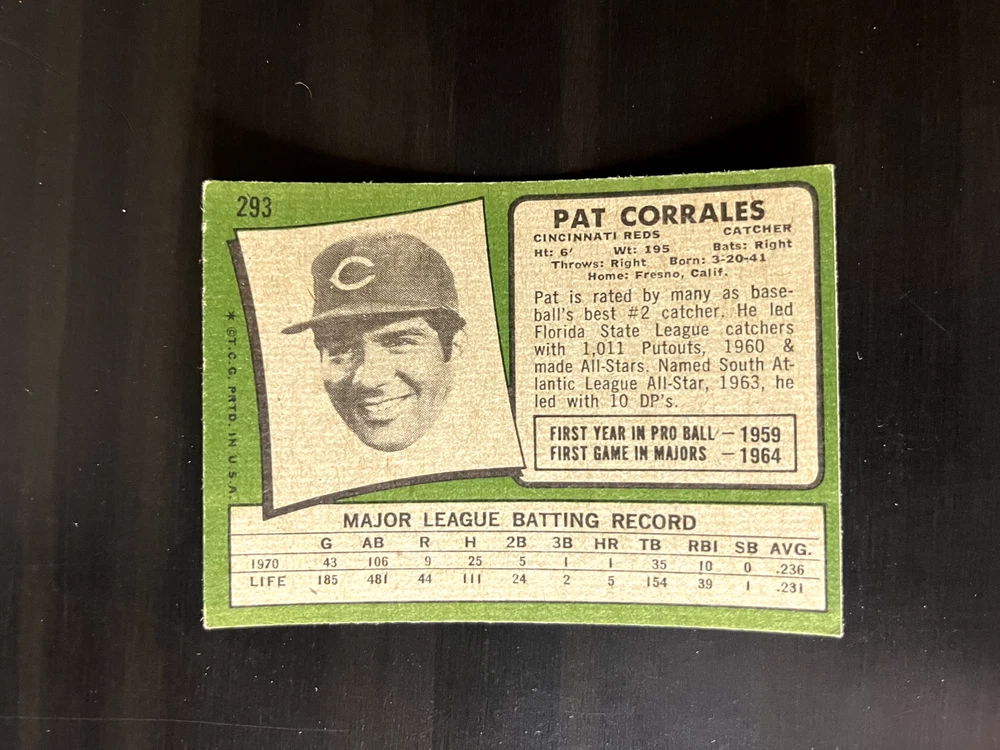 293
C
* ©T.C.G. PRTD. IN U.S.A.
PAT CORRALES
CINCINNATI REDS CATCHER
Ht: 6' Wt: 195 Bats: Right
Throws: Right Born: 3-20-41
Home: Fresno, Calif.
Pat is rated by many as base-
ball's best #2 catcher. He led
Florida State League catchers
with 1,011 Putouts, 1960 &
made All-Stars. Named South At-
lantic League All-Star, 1963, he
led with 10 DP's.
FIRST YEAR IN PRO BALL — 1959
FIRST GAME IN MAJORS — 1964
MAJOR LEAGUE BATTING RECORD
G AB R H 2B 3B HR TB RBI SB AVG.
1970 43 106 9 25 5 1 1 35 10 0 .236
LIFE 185 481 44 111 24 2 5 154 39 1 .231